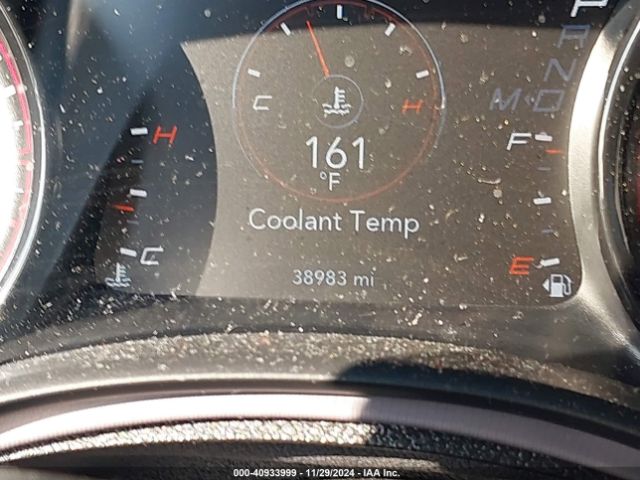 P
R
N
M D
C H
161
°F
Coolant Temp
38983 mi
H
C
F
E
000-40933999 • 11/29/2024 • IAA Inc.